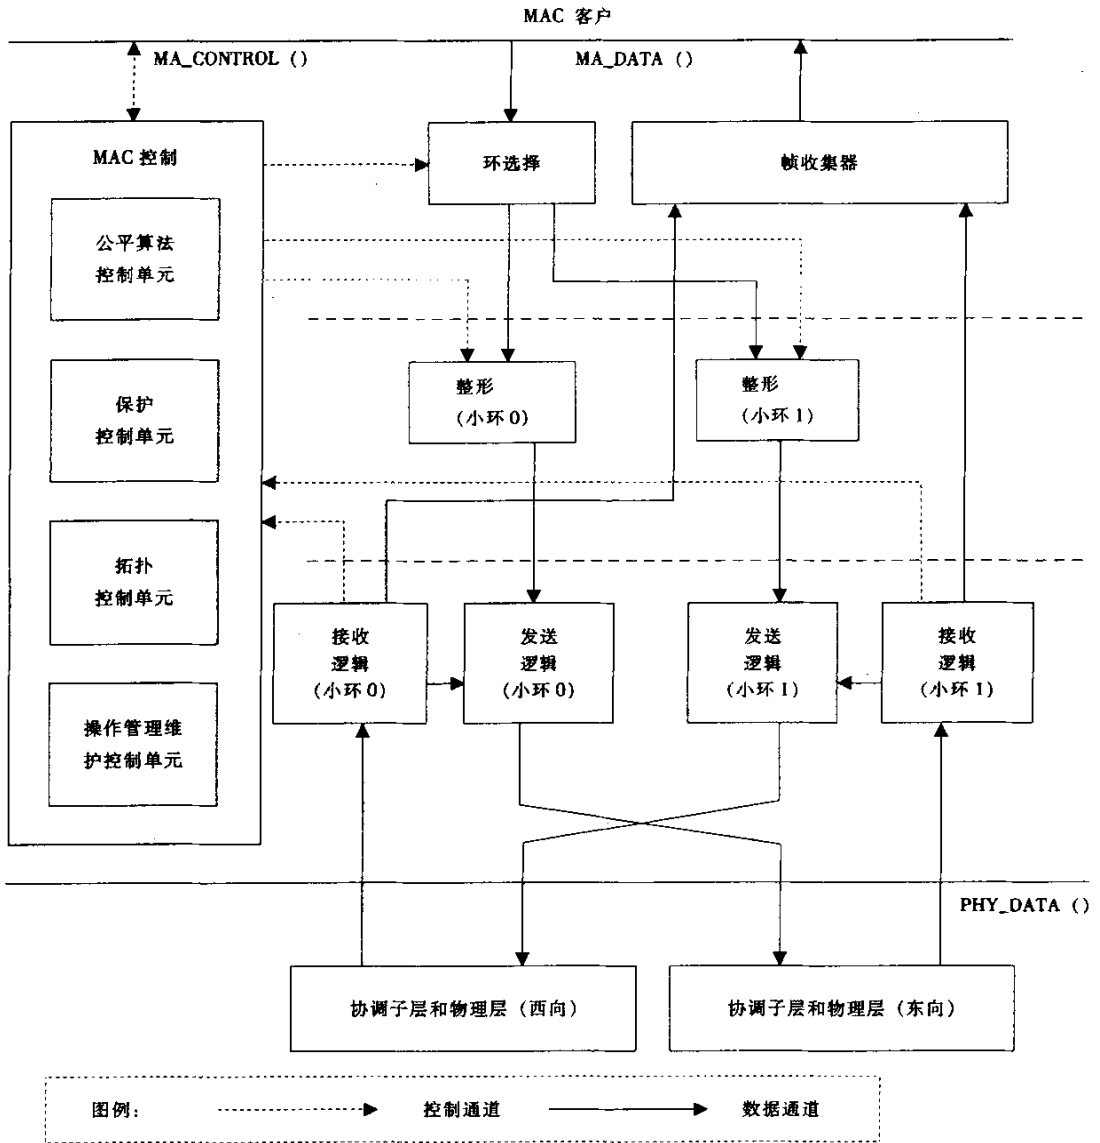 MAC 客户
MA_CONTROL ()
MA_DATA ()
MAC 控制
环选择
帧收集器
公平算法
控制单元
整形
(小环 0)
整形
(小环 1)
保护
控制单元
拓扑
控制单元
接收
逻辑
(小环 0)
发送
逻辑
(小环 0)
发送
逻辑
(小环 1)
接收
逻辑
(小环 1)
操作管理维
护控制单元
PHY_DATA ()
协调子层和物理层 (西向)
协调子层和物理层 (东向)
图例:
控制通道
数据通道